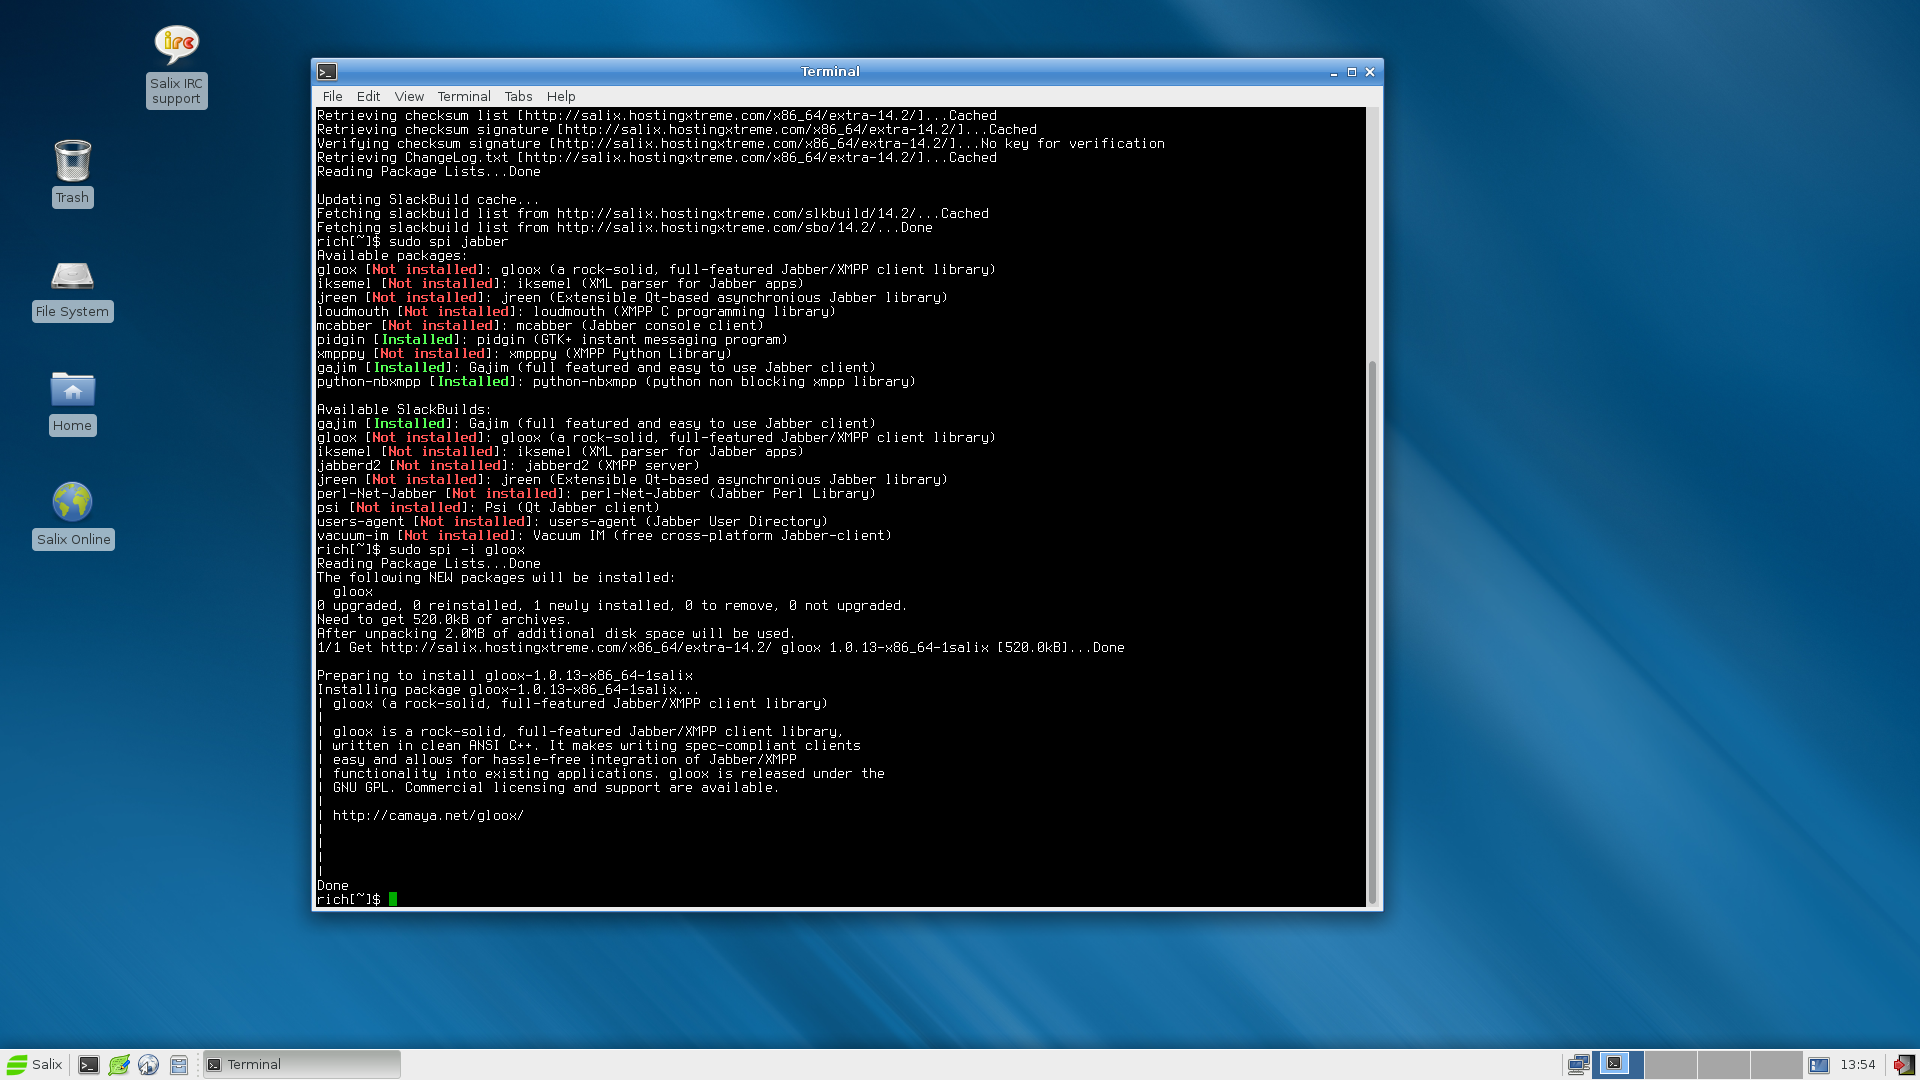 irc
Salix IRC
support
Trash
File System
Home
Salix Online
Terminal
File Edit View Terminal Tabs Help
Retrieving checksum list [http://salix.hostingxtreme.com/x86_64/extra-14.2/]...Cached
Retrieving checksum signature [http://salix.hostingxtreme.com/x86_64/extra-14.2/]...Cached
Verifying checksum signature [http://salix.hostingxtreme.com/x86_64/extra-14.2/]...No key for verification
Retrieving ChangeLog.txt [http://salix.hostingxtreme.com/x86_64/extra-14.2/]...Cached
Reading Package Lists...Done
Updating SlackBuild cache...
Fetching slackbuild list from http://salix.hostingxtreme.com/slkbuild/14.2/...Cached
Fetching slackbuild list from http://salix.hostingxtreme.com/sbo/14.2/...Done
rich[~]$ sudo spi jabber
Available packages:
gloox [Not installed]: gloox (a rock-solid, full-featured Jabber/XMPP client library)
iksemel [Not installed]: iksemel (XML parser for Jabber apps)
jreen [Not installed]: jreen (Extensible Qt-based asynchronious Jabber library)
loudmouth [Not installed]: loudmouth (XMPP C programming library)
mcabber [Not installed]: mcabber (Jabber console client)
pidgin [Installed]: pidgin (GTK+ instant messaging program)
xmpppy [Not installed]: xmpppy (XMPP Python Library)
gajim [Installed]: Gajim (full featured and easy to use Jabber client)
python-nbxmpp [Installed]: python-nbxmpp (python non blocking xmpp library)
Available SlackBuilds:
gajim [Installed]: Gajim (full featured and easy to use Jabber client)
gloox [Not installed]: gloox (a rock-solid, full-featured Jabber/XMPP client library)
iksemel [Not installed]: iksemel (XML parser for Jabber apps)
jabberd2 [Not installed]: jabberd2 (XMPP server)
jreen [Not installed]: jreen (Extensible Qt-based asynchronious Jabber library)
perl-Net-Jabber [Not installed]: perl-Net-Jabber (Jabber Perl Library)
psi [Not installed]: Psi (Qt Jabber client)
users-agent [Not installed]: users-agent (Jabber User Directory)
vacuum-im [Not installed]: Vacuum IM (free cross-platform Jabber-client)
rich[~]$ sudo spi -i gloox
Reading Package Lists...Done
The following NEW packages will be installed:
  gloox
0 upgraded, 0 reinstalled, 1 newly installed, 0 to remove, 0 not upgraded.
Need to get 520.0kB of archives.
After unpacking 2.0MB of additional disk space will be used.
1/1 Get http://salix.hostingxtreme.com/x86_64/extra-14.2/ gloox 1.0.13-x86_64-1salix [520.0kB]...Done
Preparing to install gloox-1.0.13-x86_64-1salix
Installing package gloox-1.0.13-x86_64-1salix...
| gloox (a rock-solid, full-featured Jabber/XMPP client library)
|
| gloox is a rock-solid, full-featured Jabber/XMPP client library,
| written in clean ANSI C++. It makes writing spec-compliant clients
| easy and allows for hassle-free integration of Jabber/XMPP
| functionality into existing applications. gloox is released under the
| GNU GPL. Commercial licensing and support are available.
|
| http://camaya.net/gloox/
|
|
|
|
Done
rich[~]$
Salix Terminal 13:54